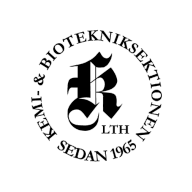 KEMI- & BIOTEKNIKSEKTIONEN
K
LTH
SEDAN 1965